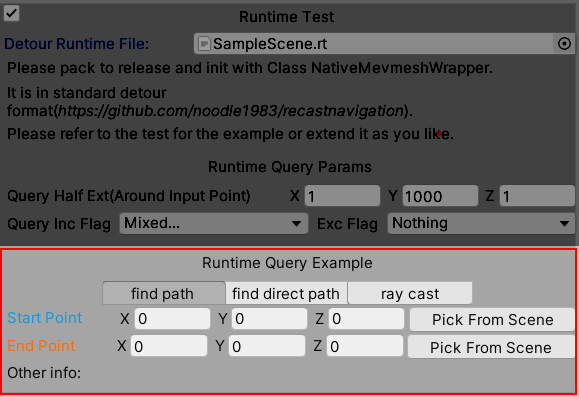 Runtime Test
Detour Runtime File: SampleScene.rt
Please pack to release and init with Class NativeMevmeshWrapper.
It is in standard detour
format(https://github.com/noodle1983/recastnavigation).
Please refer to the test for the example or extend it as you like.
Runtime Query Params
Query Half Ext(Around Input Point) X 1 Y 1000 Z 1
Query Inc Flag Mixed... Exc Flag Nothing
Runtime Query Example
find path find direct path ray cast
Start Point X 0 Y 0 Z 0 Pick From Scene
End Point X 0 Y 0 Z 0 Pick From Scene
Other info: